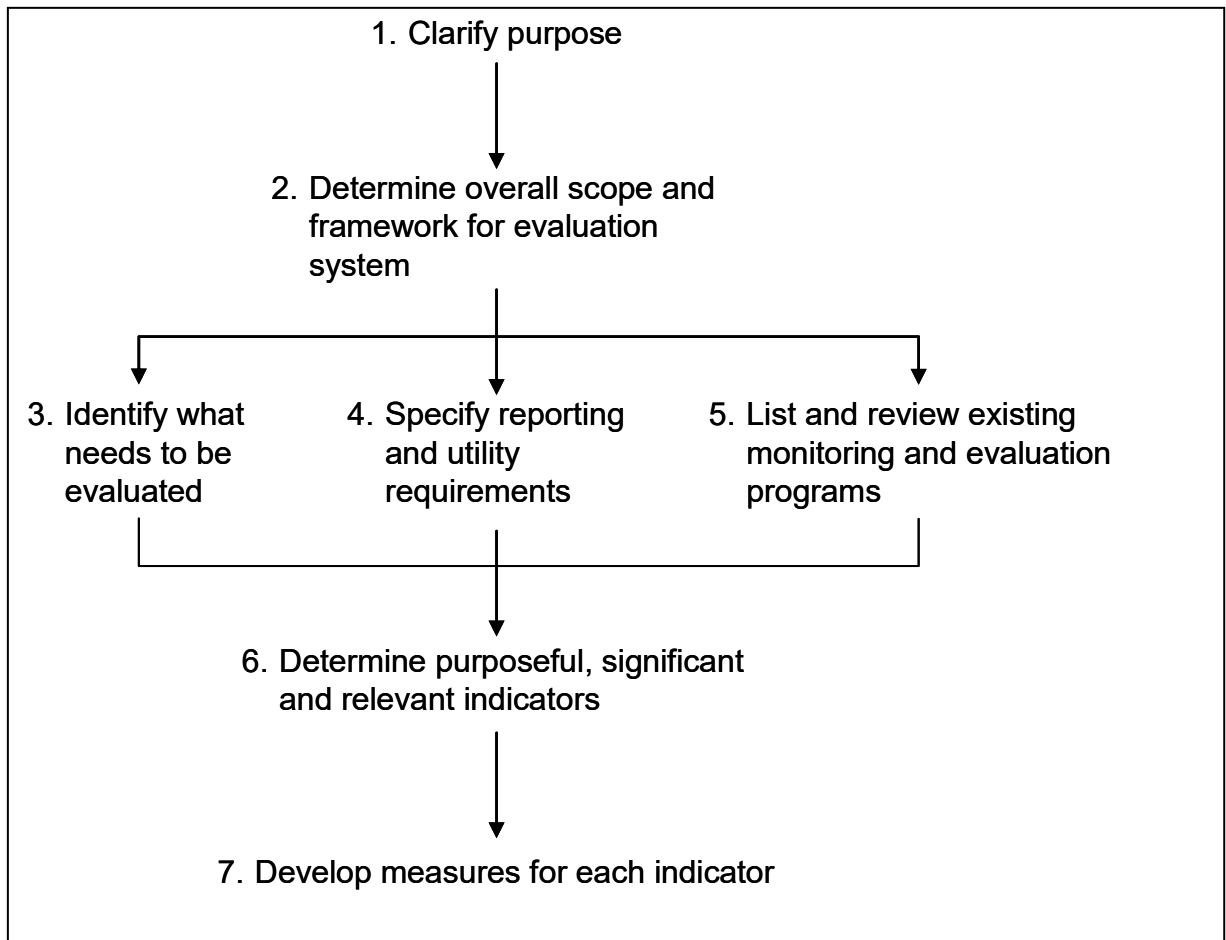 1. Clarify purpose
2. Determine overall scope and
framework for evaluation
system
3. Identify what
needs to be
evaluated
4. Specify reporting
and utility
requirements
5. List and review existing
monitoring and evaluation
programs
6. Determine purposeful, significant
and relevant indicators
7. Develop measures for each indicator